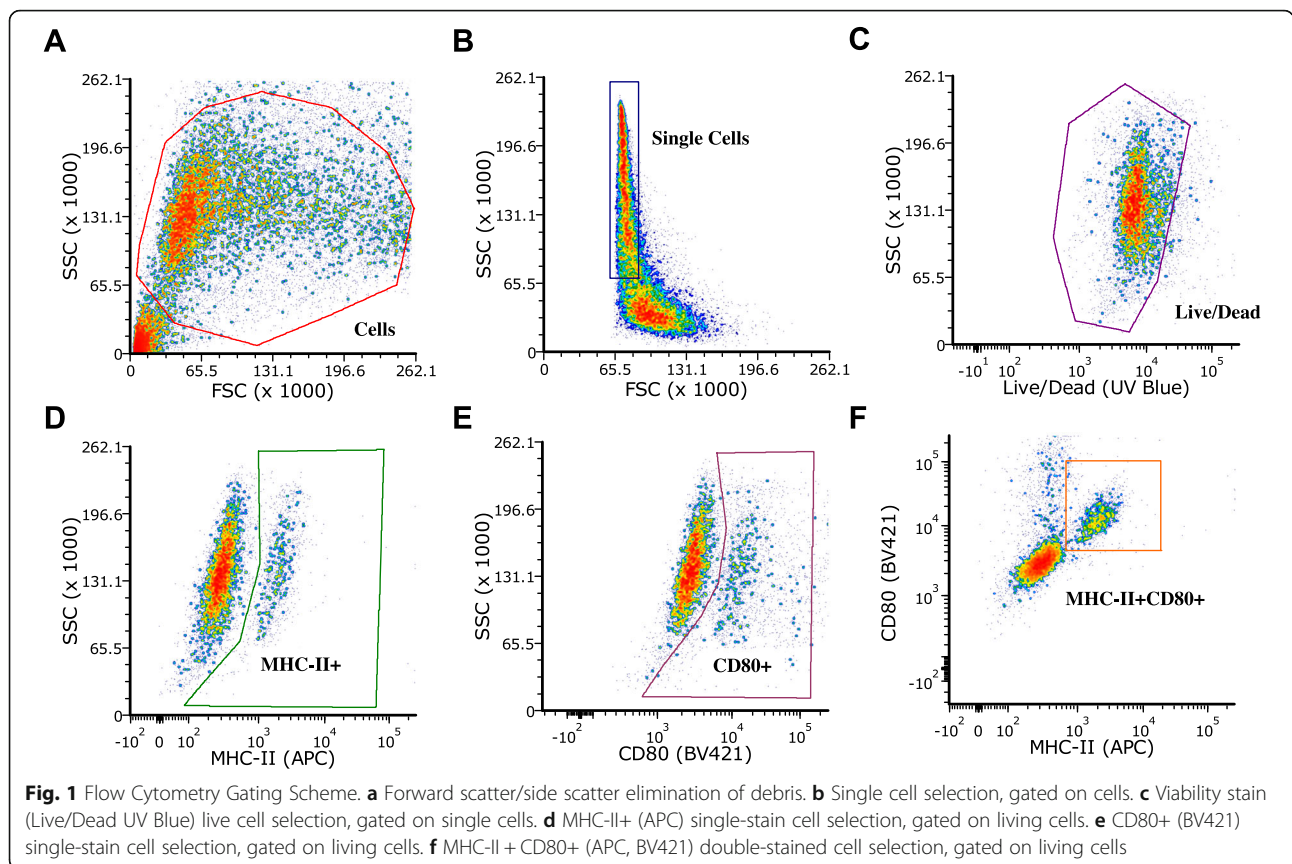 A
262.1
196.6
131.1
65.5
0
SSC (x 1000)
Cells
0 65.5 131.1 196.6 262.1
FSC (x 1000)
B
262.1
196.6
131.1
65.5
0
SSC (x 1000)
Single Cells
0 65.5 131.1 196.6 262.1
FSC (x 1000)
C
262.1
196.6
131.1
65.5
0
SSC (x 1000)
Live/Dead
-10¹ 10² 10³ 10⁴ 10⁵
Live/Dead (UV Blue)
D
262.1
196.6
131.1
65.5
0
SSC (x 1000)
MHC-II+
-10² 0 10² 10³ 10⁴ 10⁵
MHC-II (APC)
E
262.1
196.6
131.1
65.5
0
SSC (x 1000)
CD80+
-10² 10³ 10⁴ 10⁵
CD80 (BV421)
F
10⁵
10⁴
10³
-10²
CD80 (BV421)
MHC-II+CD80+
-10² 10² 10³ 10⁴ 10⁵
MHC-II (APC)
Fig. 1 Flow Cytometry Gating Scheme. a Forward scatter/side scatter elimination of debris. b Single cell selection, gated on cells. c Viability stain
(Live/Dead UV Blue) live cell selection, gated on single cells. d MHC-II+ (APC) single-stain cell selection, gated on living cells. e CD80+ (BV421)
single-stain cell selection, gated on living cells. f MHC-II + CD80+ (APC, BV421) double-stained cell selection, gated on living cells